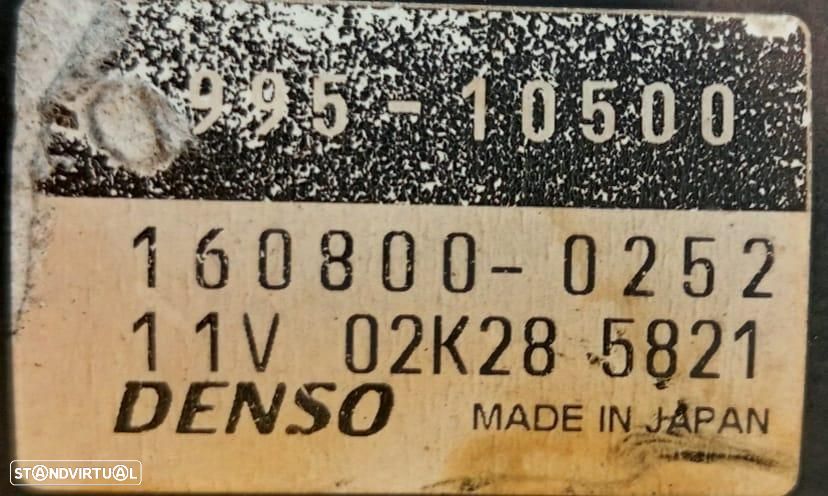 995-10500
160800-0252
11V 02K28 5821
DENSO MADE IN JAPAN
STANDVIRTUAL